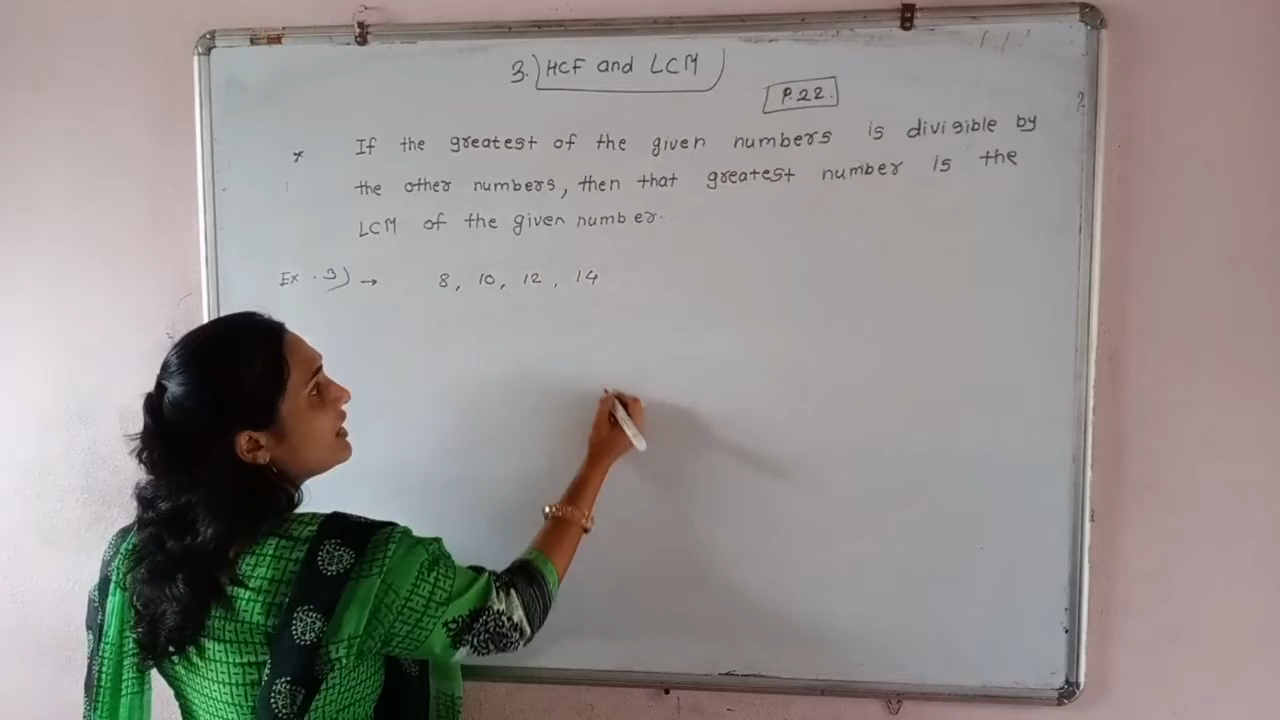 3. HCF and LCM
P.22.
* If the greatest of the given numbers is divisible by
the other numbers, then that greatest number is the
LCM of the given number.
Ex. 3) → 8, 10, 12, 14